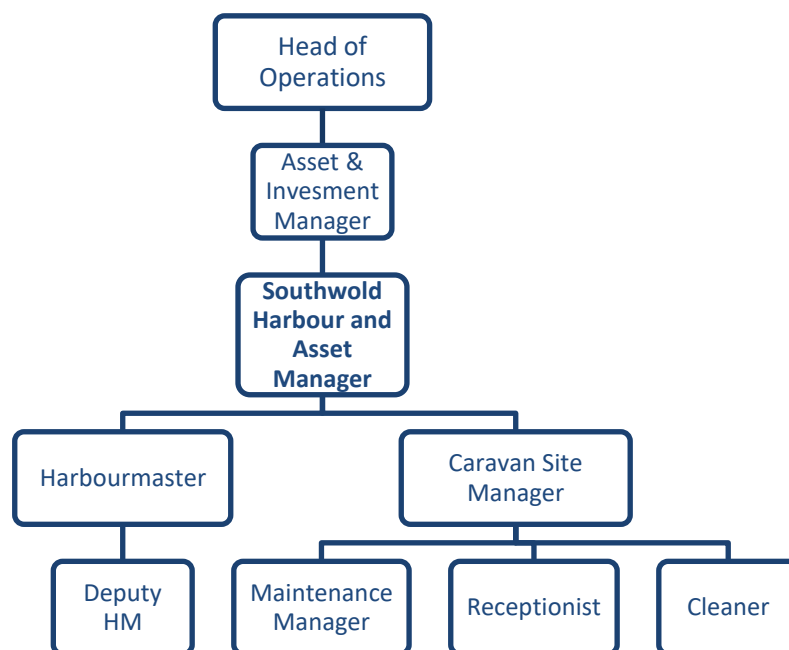 Head of
Operations
Asset &
Invesment
Manager
Southwold
Harbour and
Asset
Manager
Harbourmaster
Caravan Site
Manager
Deputy
HM
Maintenance
Manager
Receptionist
Cleaner